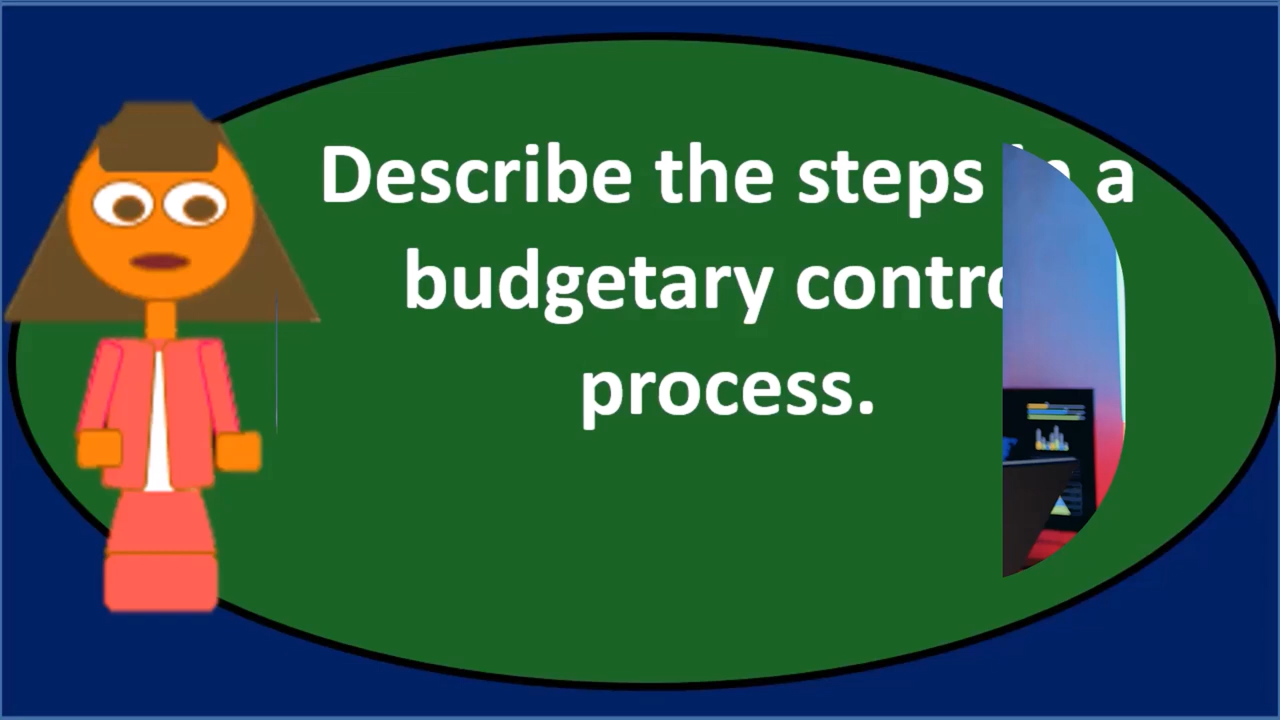 Describe the steps a
budgetary
process.